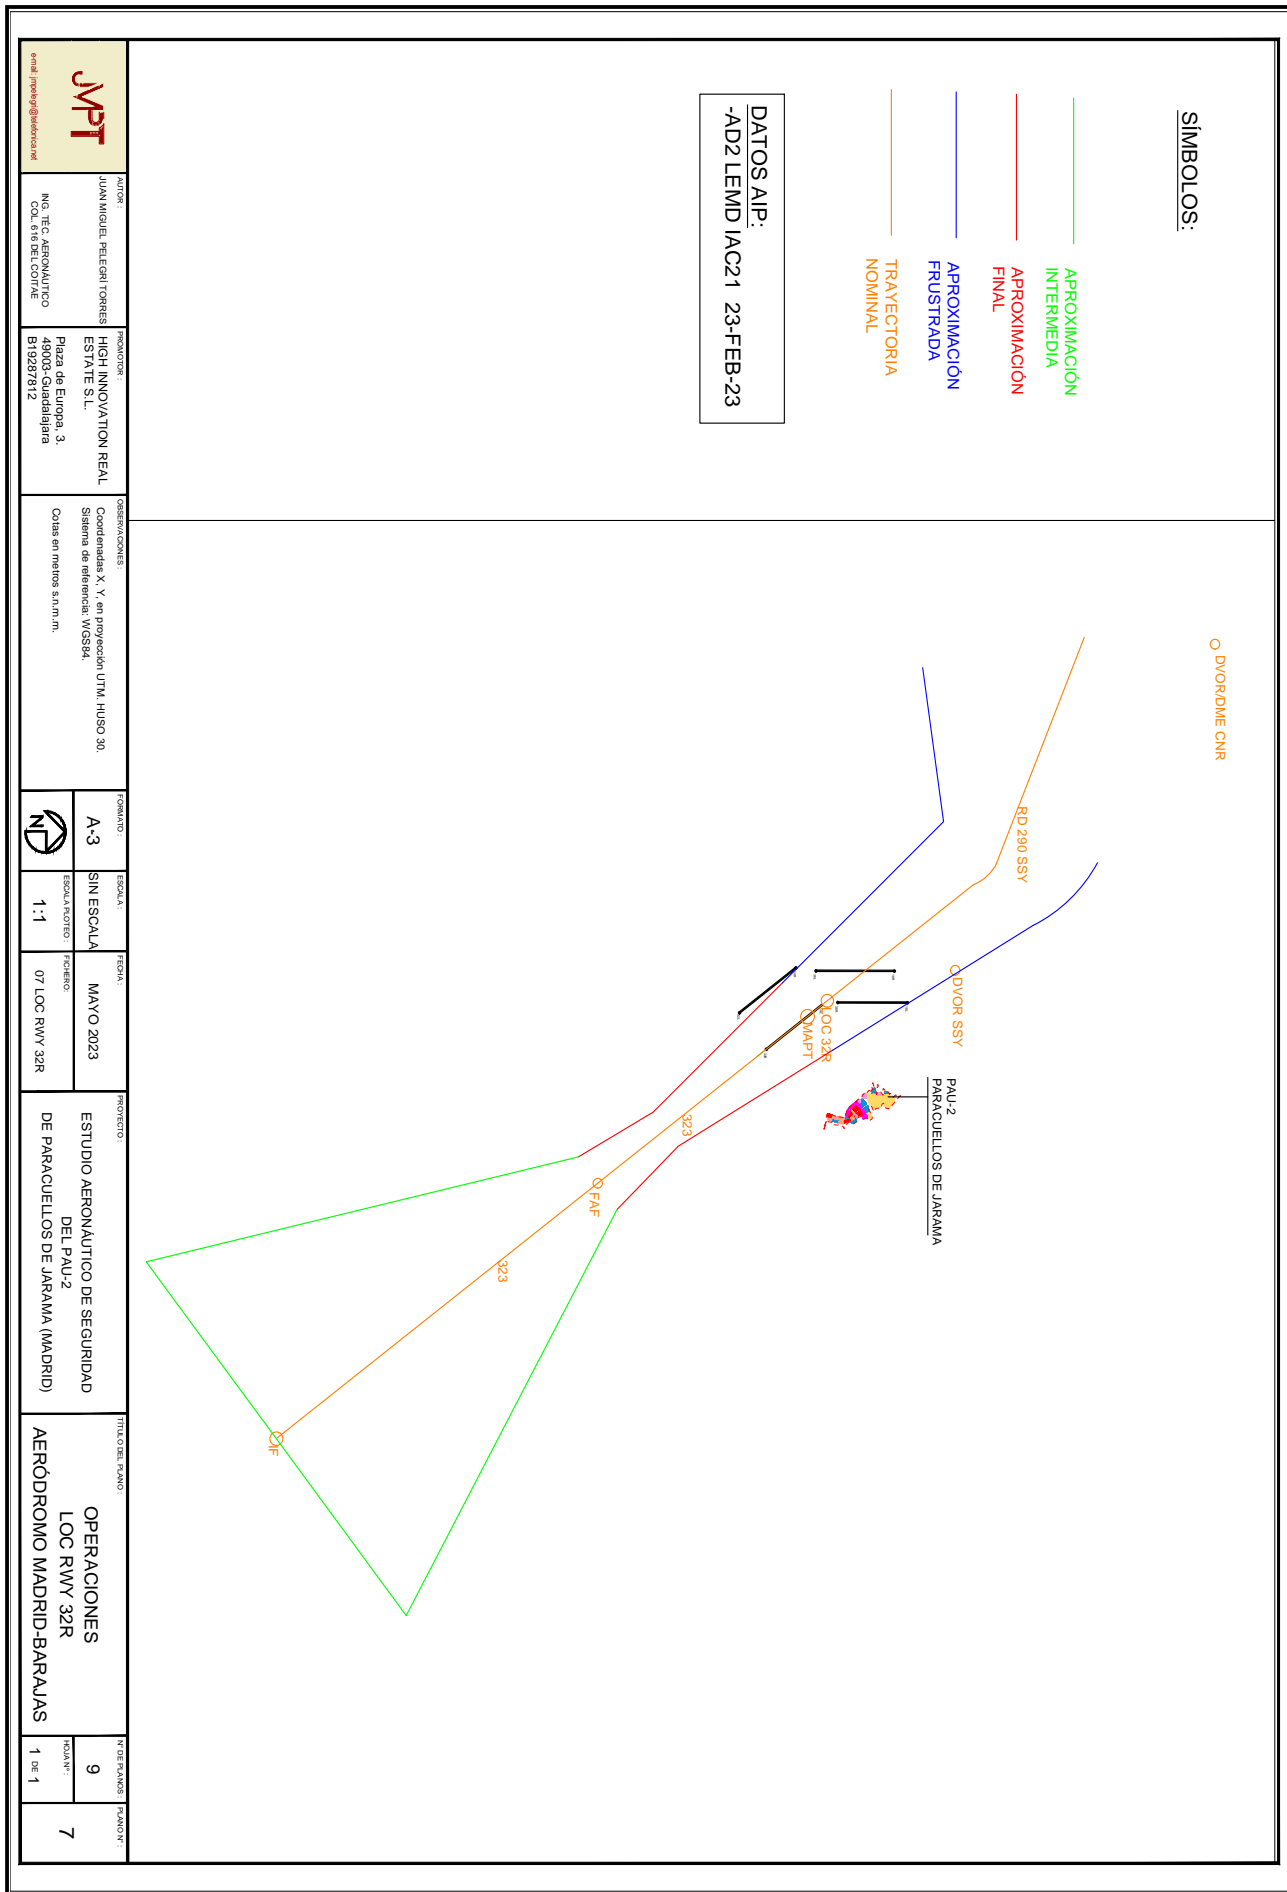 SÍMBOLOS:
APROXIMACIÓN
INTERMEDIA
APROXIMACIÓN
FINAL
APROXIMACIÓN
FRUSTRADA
TRAYECTORIA
NOMINAL
DATOS AIP:
-AD2 LEMD IAC21 23-FEB-23
DVOR/DME CNR
RD 290 SSY
DVOR SSY
LOC 32R
MAPT
PAU-2
PARACUELLOS DE JARAMA
323
FAF
323
IF
JMPT
e-mail: jmpelegri@telefonica.net
AUTOR :
JUAN MIGUEL PELEGRÍ TORRES
ING. TÉC. AERONÁUTICO
COL. 616 DEL COITAE
PROMOTOR :
HIGH INNOVATION REAL
ESTATE S.L.
Plaza de Europa, 3.
49003-Guadalajara
B19287812
OBSERVACIONES :
Coordenadas X, Y, en proyección UTM. HUSO 30.
Sistema de referencia: WGS84.
Cotas en metros s.n.m.m.
FORMATO :
A-3
N
ESCALA :
SIN ESCALA
ESCALA PLOTEO :
1:1
FECHA :
MAYO 2023
FICHERO:
07 LOC RWY 32R
PROYECTO :
ESTUDIO AERONÁUTICO DE SEGURIDAD
DEL PAU-2
DE PARACUELLOS DE JARAMA (MADRID)
TÍTULO DEL PLANO :
OPERACIONES
LOC RWY 32R
AERÓDROMO MADRID-BARAJAS
Nº DE PLANOS :
9
HOJA Nº :
1 DE 1
PLANO Nº :
7